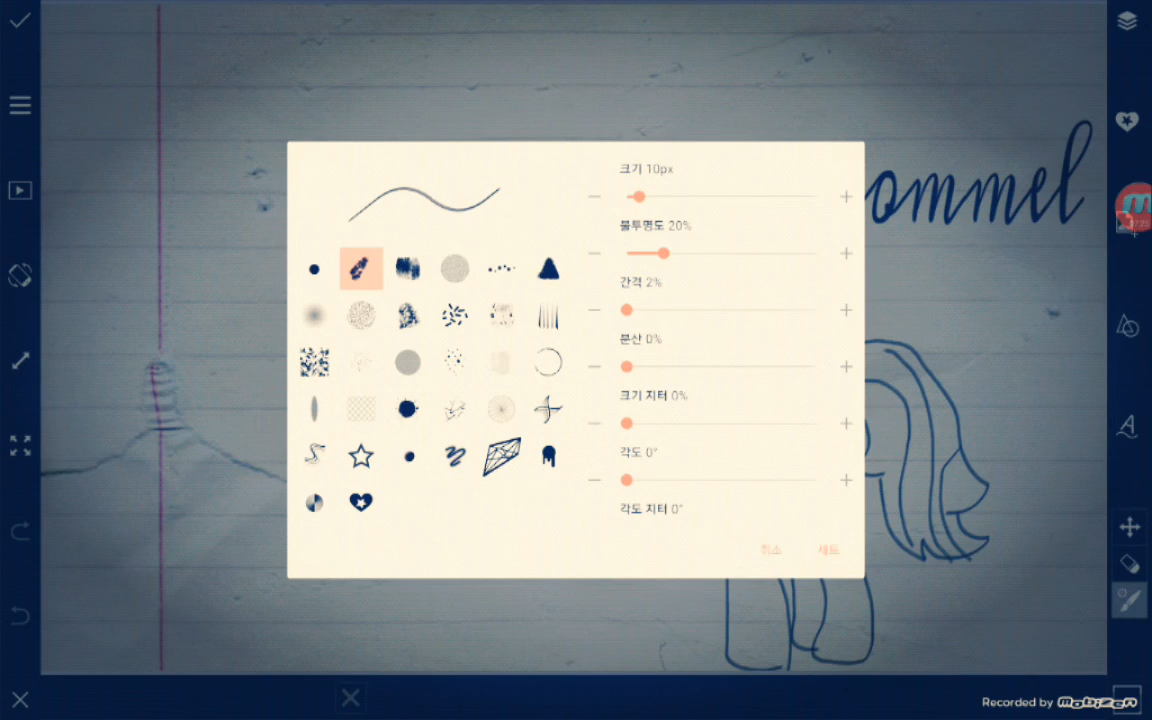 크기 10px
불투명도 20%
간격 2%
분산 0%
크기 지터 0%
각도 0°
각도 지터 0°
취소 세트
ommel
Recorded by Mobizen